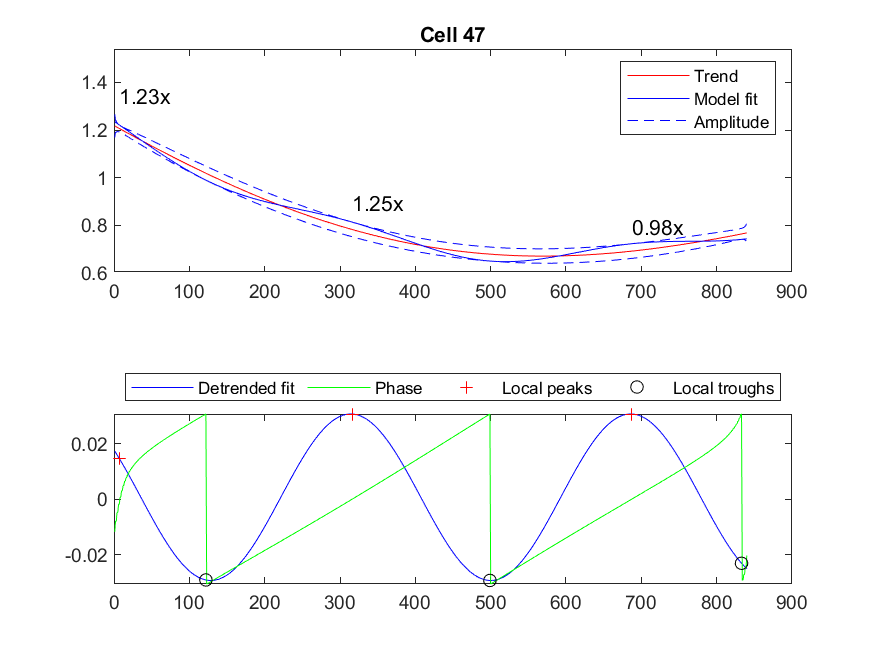 Cell 47
1.4
1.2
1
0.8
0.6
1.23x
1.25x
0.98x
Trend
Model fit
Amplitude
0 100 200 300 400 500 600 700 800 900
Detrended fit Phase Local peaks Local troughs
0.02
0
-0.02
0 100 200 300 400 500 600 700 800 900